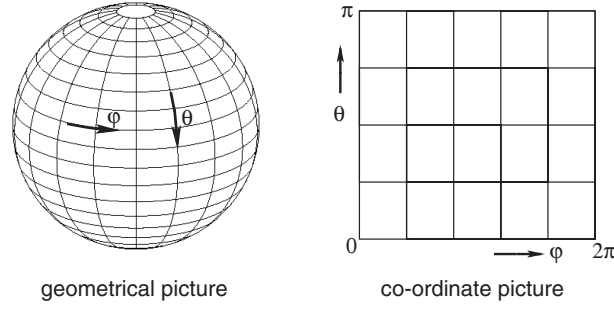 φ
θ
geometrical picture
π
θ
0
φ
2π
co-ordinate picture